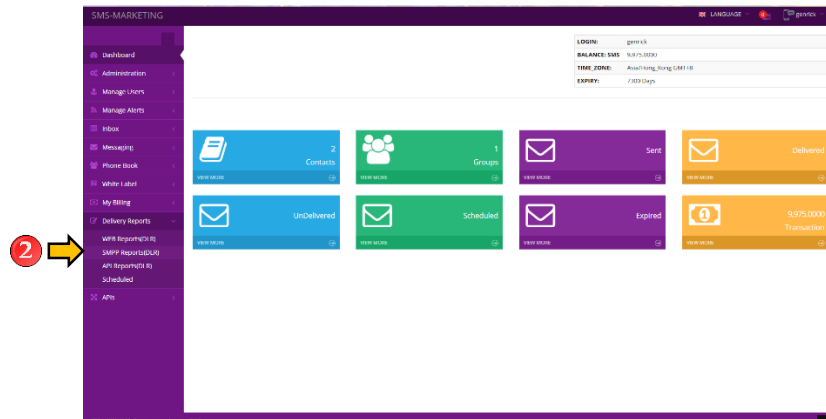 SMS-MARKETING
LANGUAGE
genrick
LOGIN: genrick
BALANCE: SMS 9,975.0000
TIME_ZONE: Asia/Hong_Kong GMT+8
EXPIRY: 7300 Days
Dashboard
Administration
Manage Users
Manage Alerts
Inbox
Messaging
Phone Book
White Label
My Billing
Delivery Reports
WEB Reports(DLR)
SMPP Reports(DLR)
API Reports(DLR)
Scheduled
APIs
2
2
Contacts
VIEW MORE
1
Groups
VIEW MORE
Sent
VIEW MORE
Delivered
VIEW MORE
UnDelivered
VIEW MORE
Scheduled
VIEW MORE
Expired
VIEW MORE
9,975.0000
Transaction
VIEW MORE